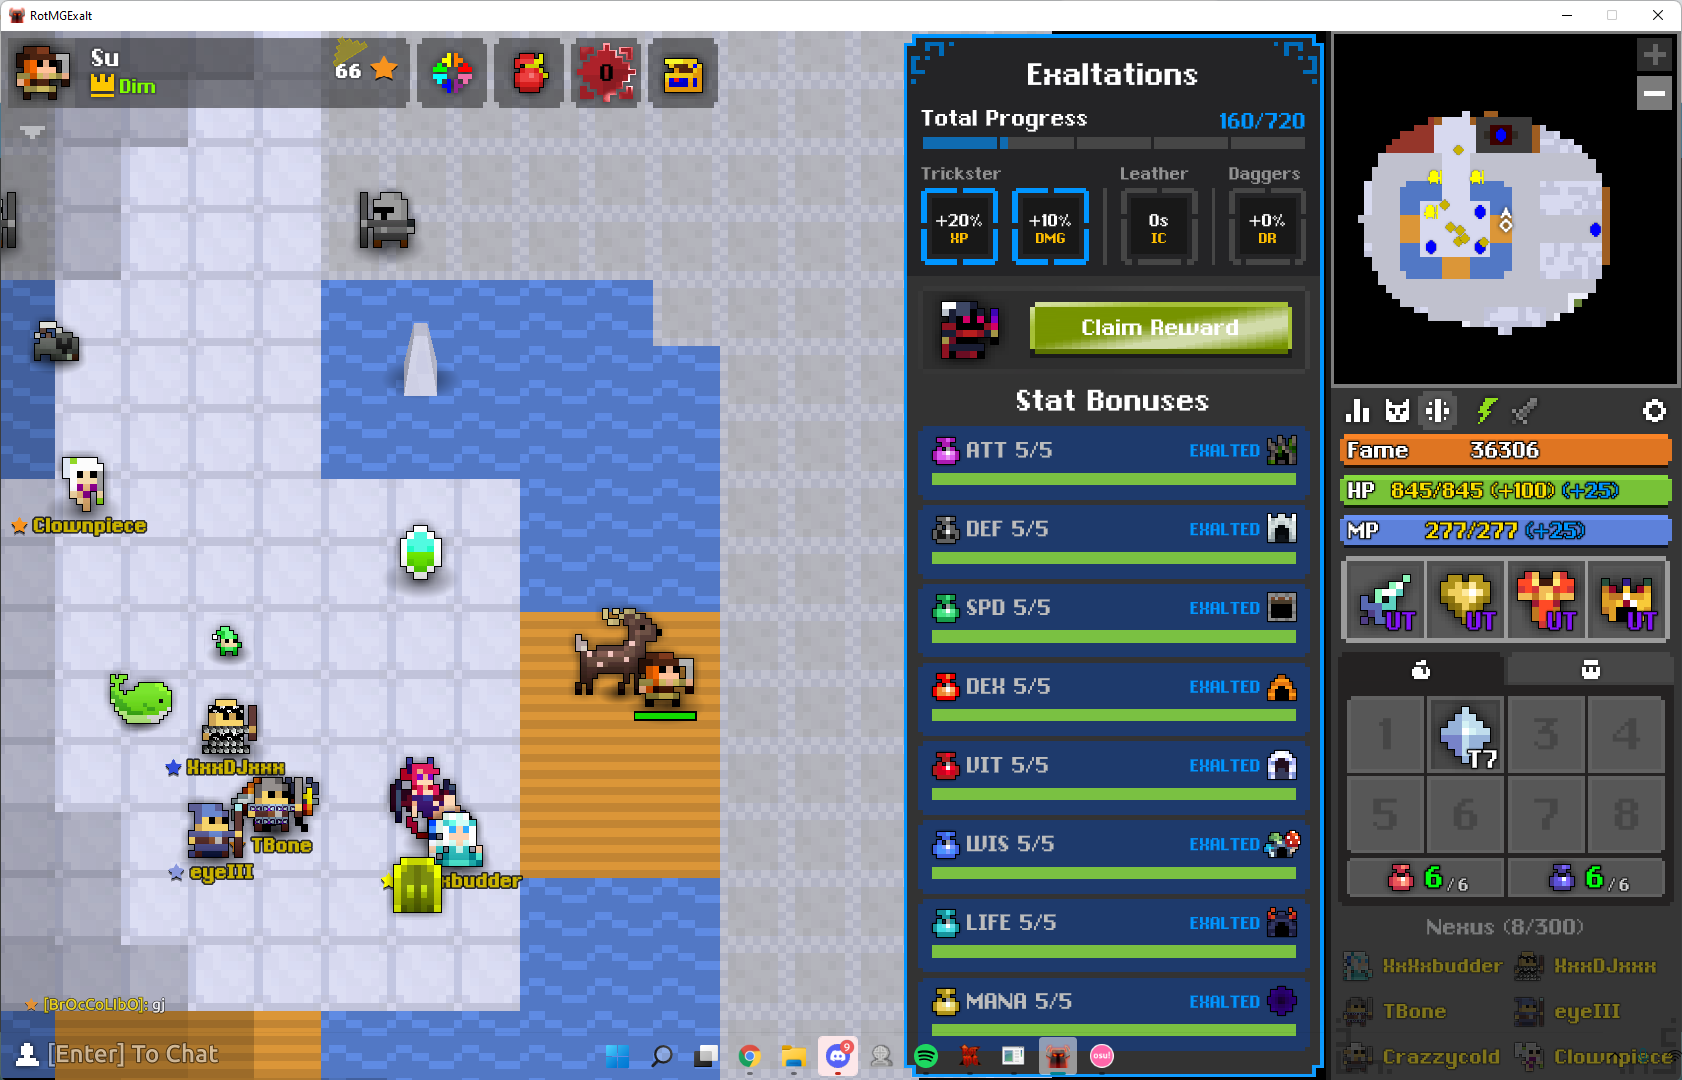 RotMGExalt
Su
Dim
66
0
Exaltations
Total Progress
160/720
Trickster
Leather
Daggers
+20%
XP
+10%
DMG
0s
IC
+0%
DR
Claim Reward
Stat Bonuses
ATT 5/5
EXALTED
DEF 5/5
EXALTED
SPD 5/5
EXALTED
DEX 5/5
EXALTED
VIT 5/5
EXALTED
WIS 5/5
EXALTED
LIFE 5/5
EXALTED
MANA 5/5
EXALTED
Fame 36306
HP 845/845 (+100) (+25)
MP 277/277 (+25)
UT UT UT UT
1 T7 3 4
5 6 7 8
6/6 6/6
Nexus (8/300)
XxXxbudder XxxDJxxx
TBone eyeIII
Crazzycold Clownpiece
Clownpiece
XxxDJxxx
TBone
eyeIII
xbudder
[BrOcCoLIbO]: gj
[Enter] To Chat
9
osu!